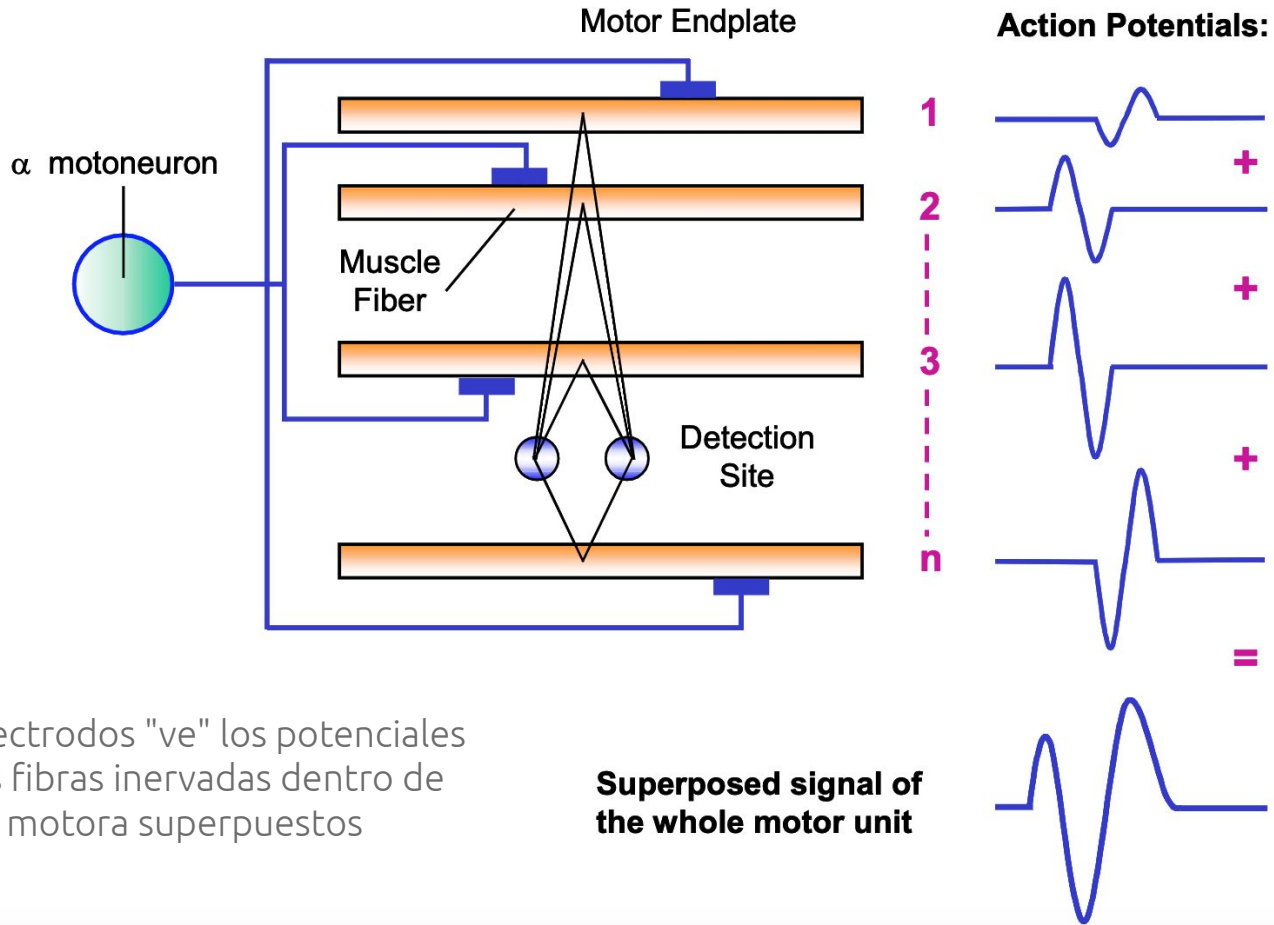 Motor Endplate
Action Potentials:
α motoneuron
Muscle
Fiber
Detection
Site
1
+
2
+
3
+
n
=
ectrodos "ve" los potenciales
fibras inervadas dentro de
motora superpuestos
Superposed signal of
the whole motor unit